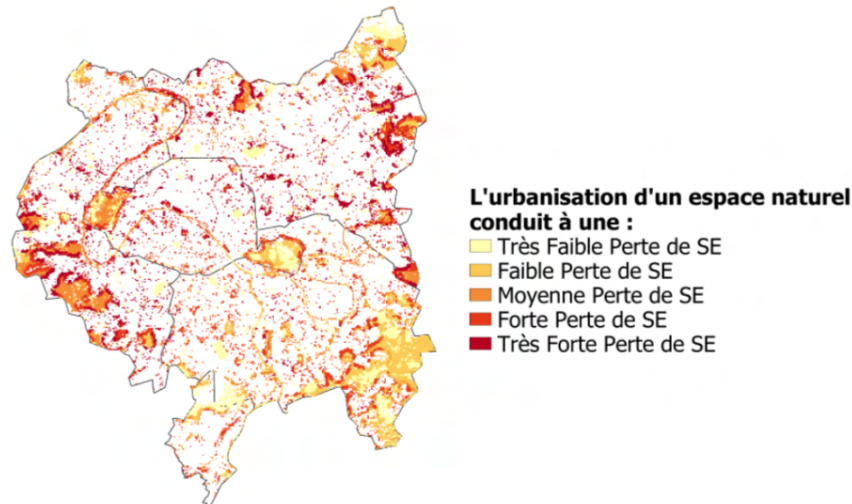 L'urbanisation d'un espace naturel
conduit à une :
Très Faible Perte de SE
Faible Perte de SE
Moyenne Perte de SE
Forte Perte de SE
Très Forte Perte de SE